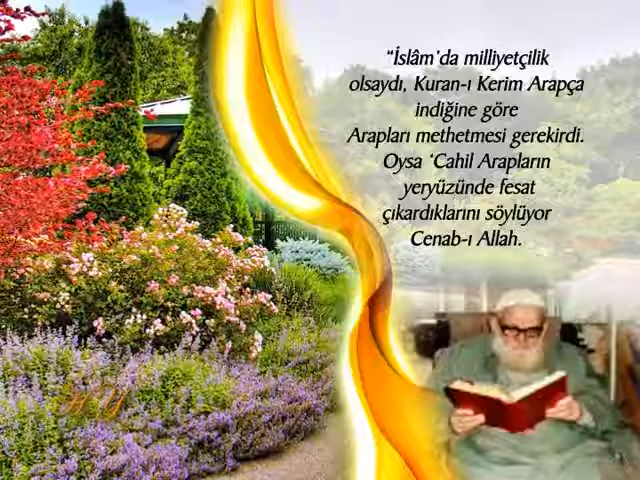 “İslâm'da milliyetçilik
olsaydı, Kuran-ı Kerim Arapça
indiğine göre
Arapları methetmesi gerekirdi.
Oysa ‘Cahil Arapların
yeryüzünde fesat
çıkardıklarını söylüyor
Cenab-ı Allah.